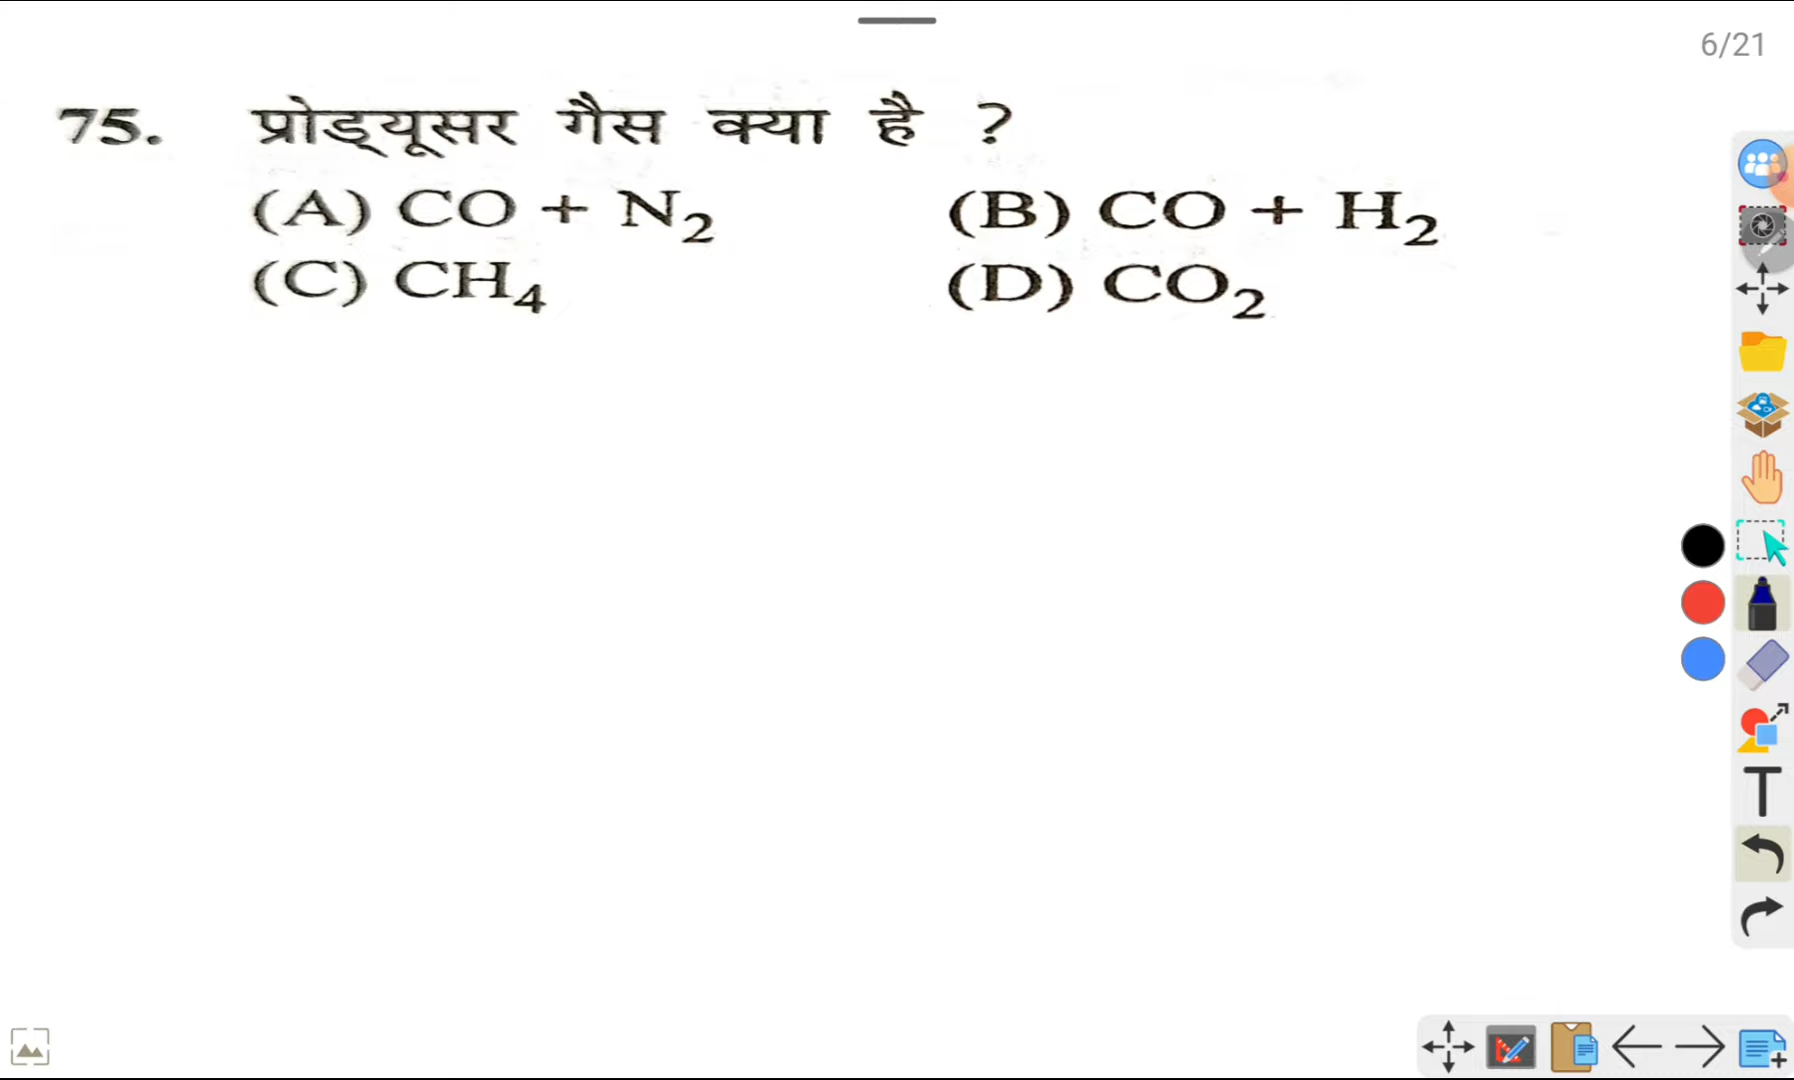 6/21
75. प्रोड्यूसर गैस क्या है ?
(A) CO + N₂ (B) CO + H₂
(C) CH₄ (D) CO₂
T